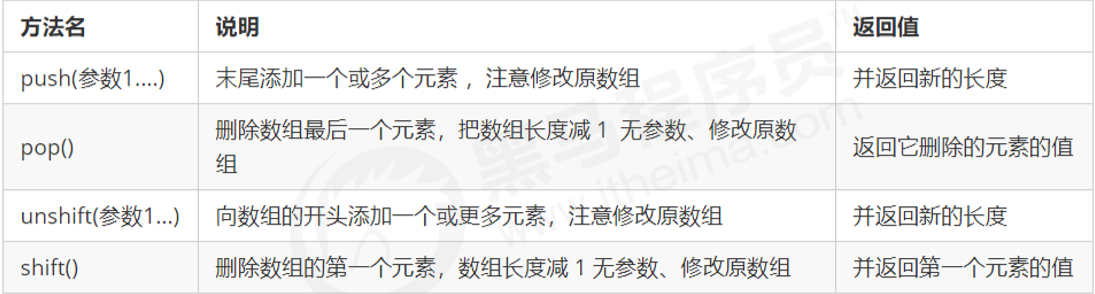 方法名 说明 返回值
push(参数1....) 末尾添加一个或多个元素，注意修改原数组 并返回新的长度
pop() 删除数组最后一个元素，把数组长度减 1 无参数、修改原数
组 返回它删除的元素的值
unshift(参数1...) 向数组的开头添加一个或更多元素，注意修改原数组 并返回新的长度
shift() 删除数组的第一个元素，数组长度减 1 无参数、修改原数组 并返回第一个元素的值
黑马程序员™
www.itheima.com